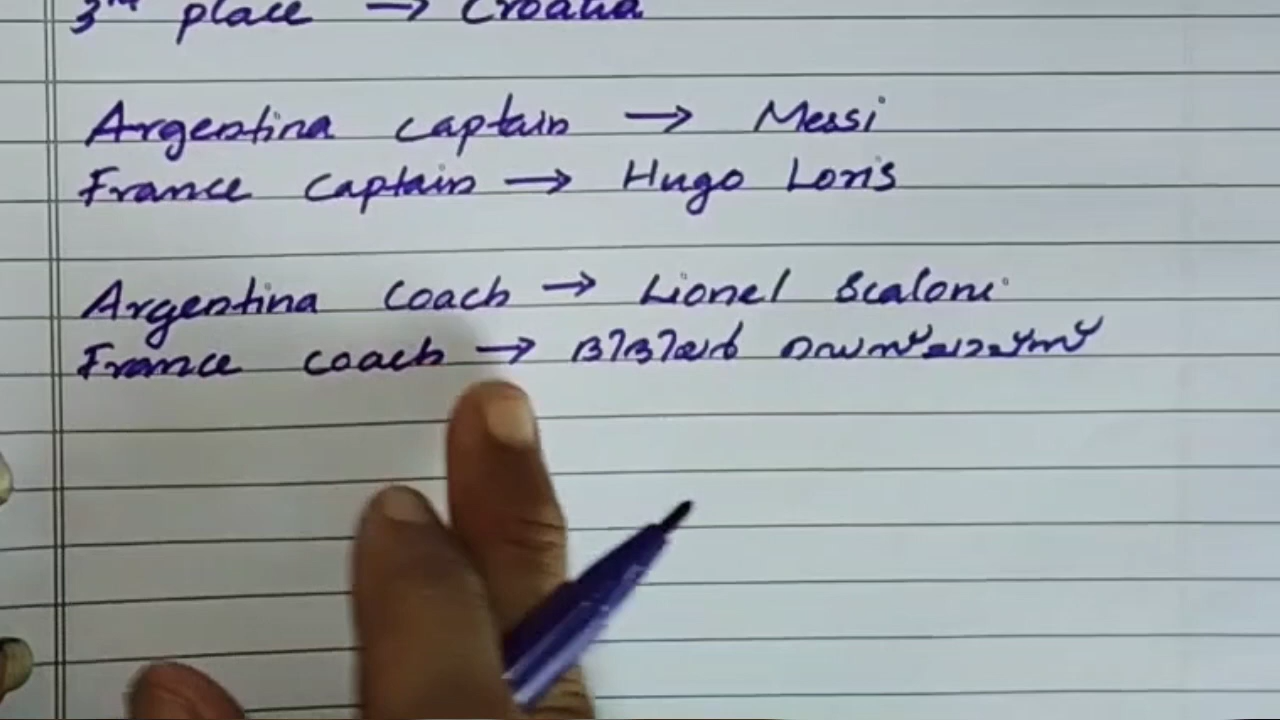 3rd place → Croatia
Argentina captain → Messi
France captain → Hugo Loris
Argentina coach → Lionel Scaloni
France coach → ദിദിയർ ദെസ്ചാംപ്സ്